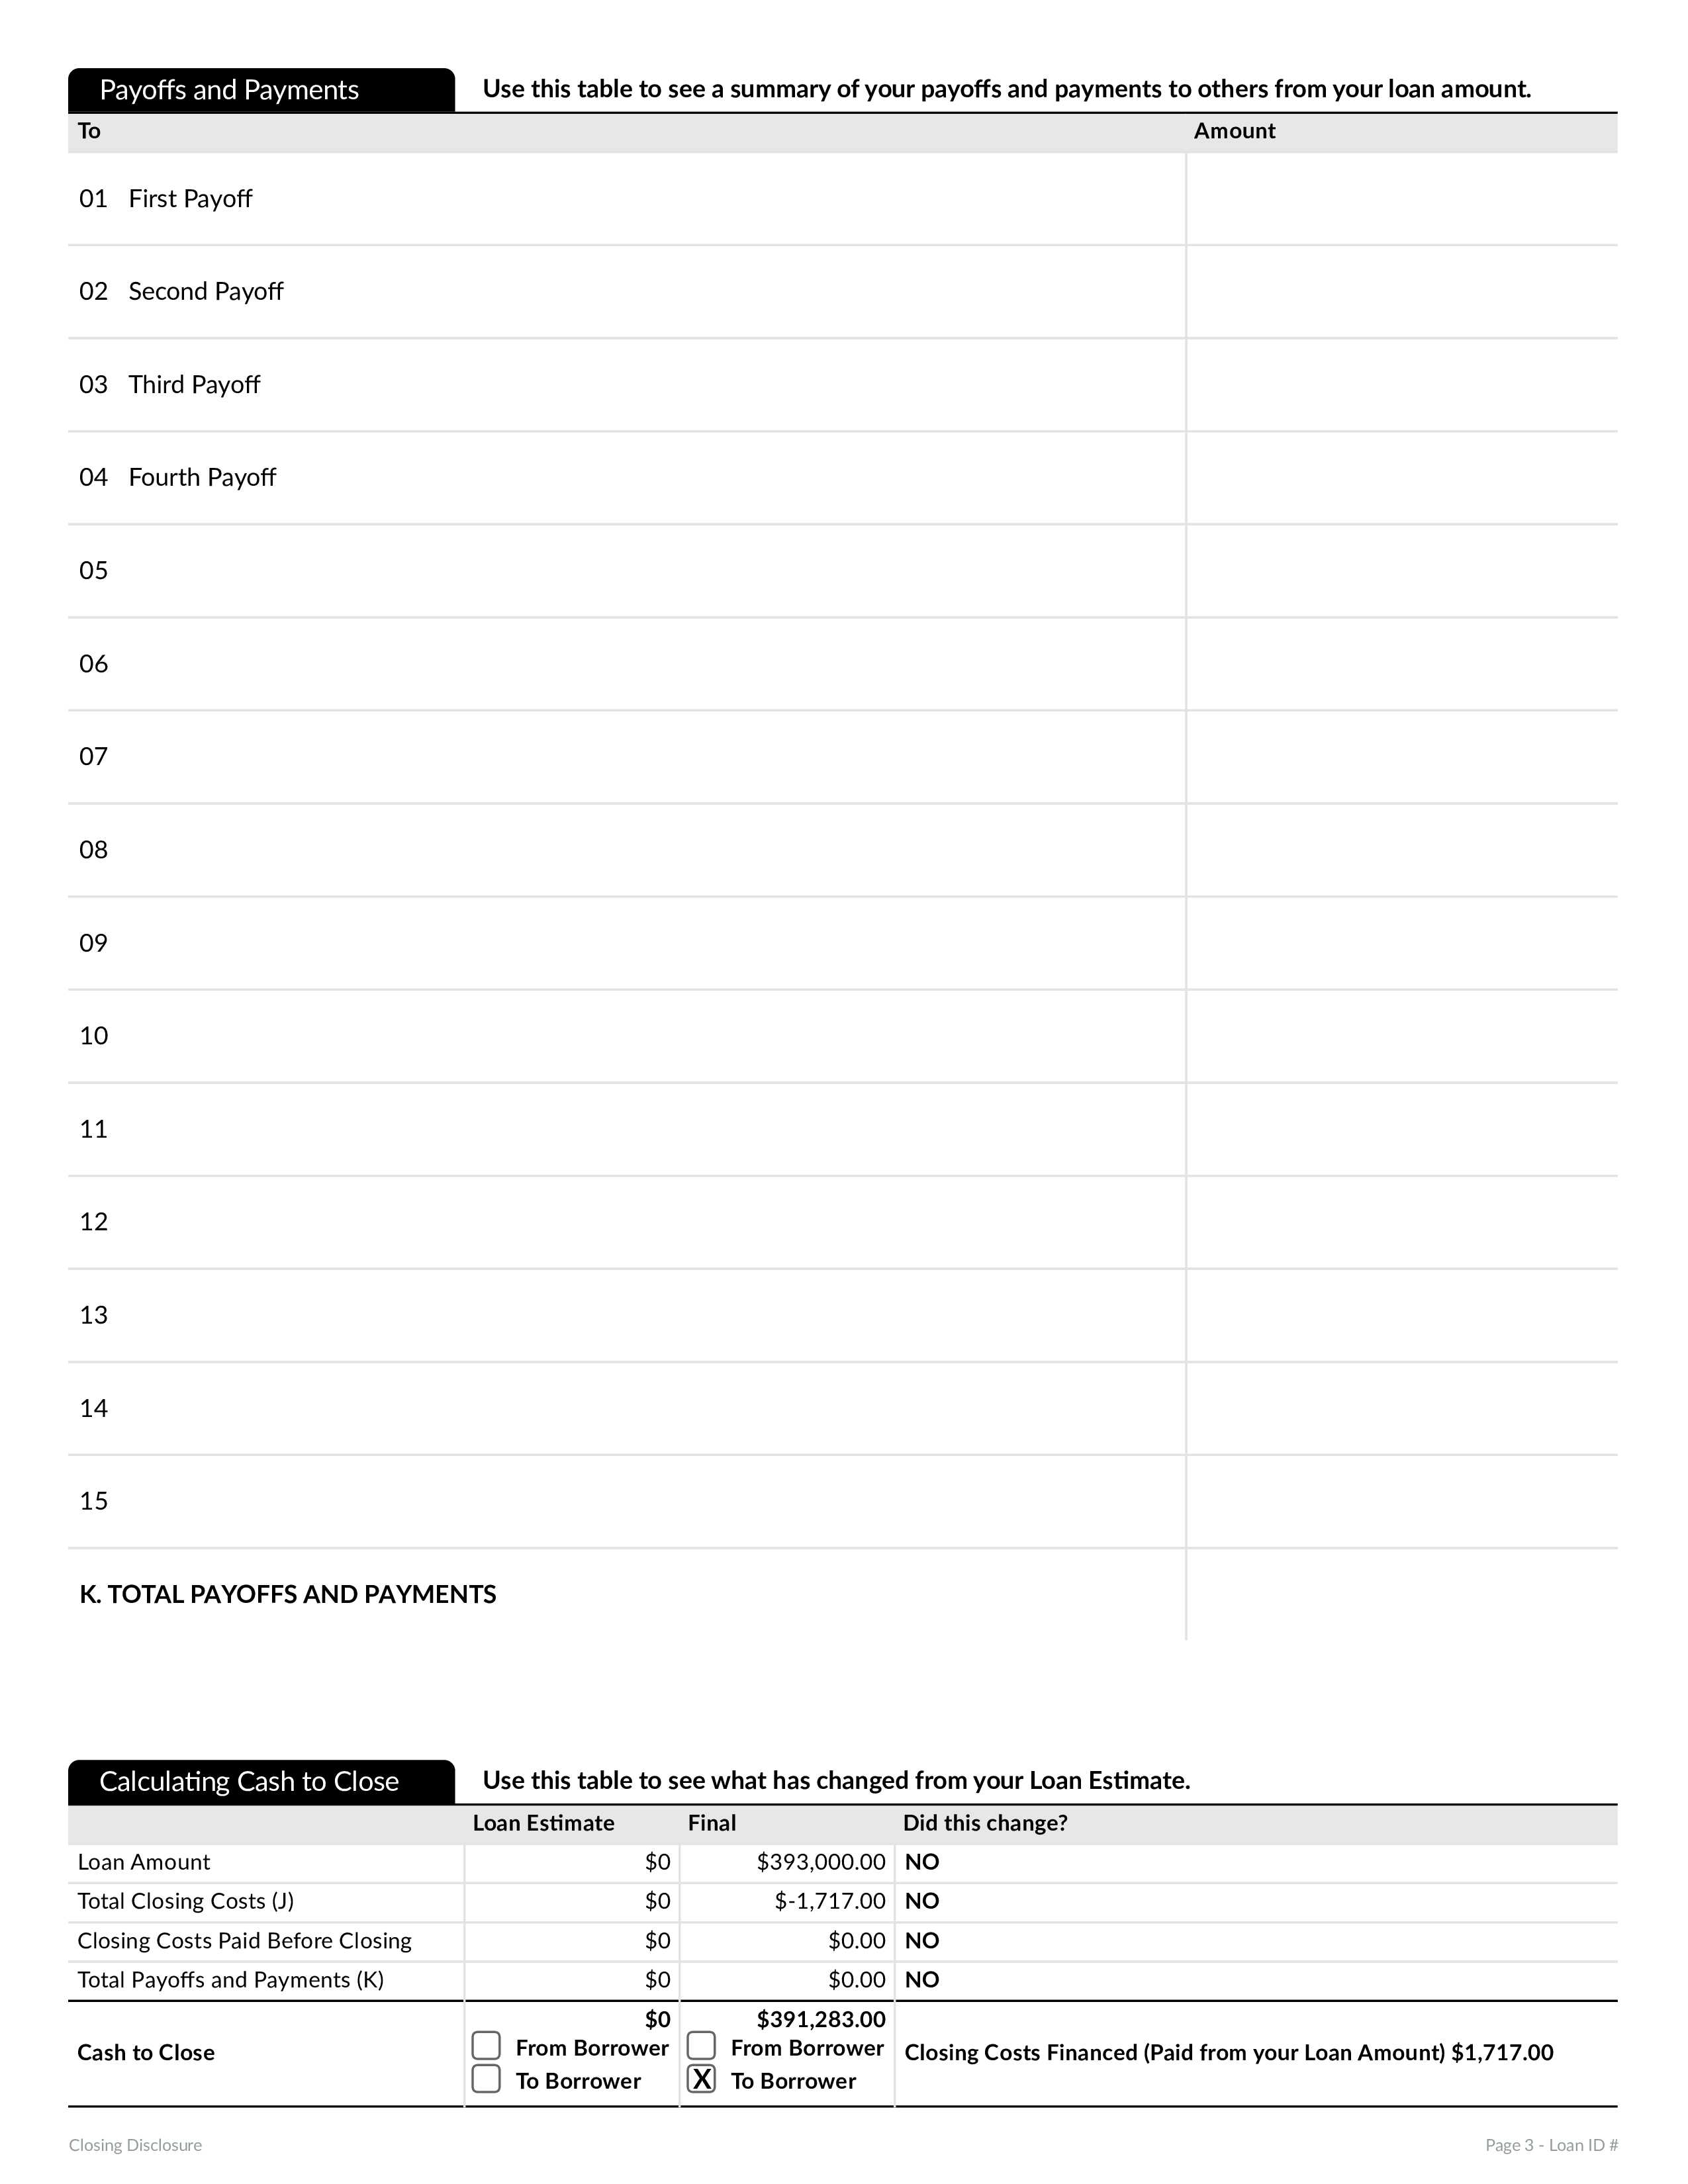 Payoffs and Payments Use this table to see a summary of your payoffs and payments to others from your loan amount.
To Amount
01 First Payoff
02 Second Payoff
03 Third Payoff
04 Fourth Payoff
05
06
07
08
09
10
11
12
13
14
15
K. TOTAL PAYOFFS AND PAYMENTS
Calculating Cash to Close Use this table to see what has changed from your Loan Estimate.
Loan Estimate Final Did this change?
Loan Amount $0 $393,000.00 NO
Total Closing Costs (J) $0 $-1,717.00 NO
Closing Costs Paid Before Closing $0 $0.00 NO
Total Payoffs and Payments (K) $0 $0.00 NO
$0 $391,283.00
From Borrower From Borrower
Cash to Close Closing Costs Financed (Paid from your Loan Amount) $1,717.00
To Borrower X To Borrower
Closing Disclosure Page 3 - Loan ID #